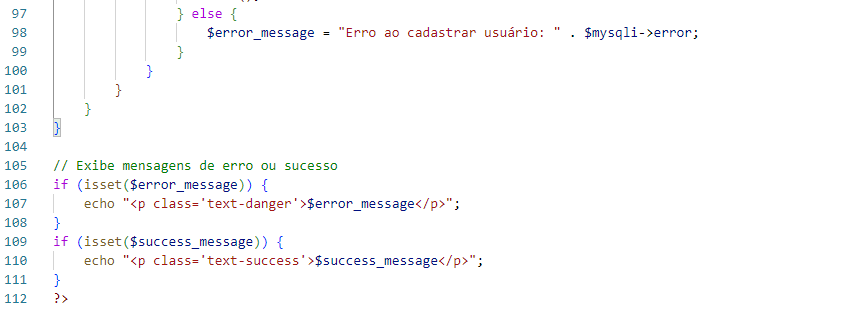 97 } else {
98 $error_message = "Erro ao cadastrar usuário: " . $mysqli->error;
99 }
100 }
101 }
102 }
103 }
104
105 // Exibe mensagens de erro ou sucesso
106 if (isset($error_message)) {
107 echo "<p class='text-danger'>$error_message</p>";
108 }
109 if (isset($success_message)) {
110 echo "<p class='text-success'>$success_message</p>";
111 }
112 ?>